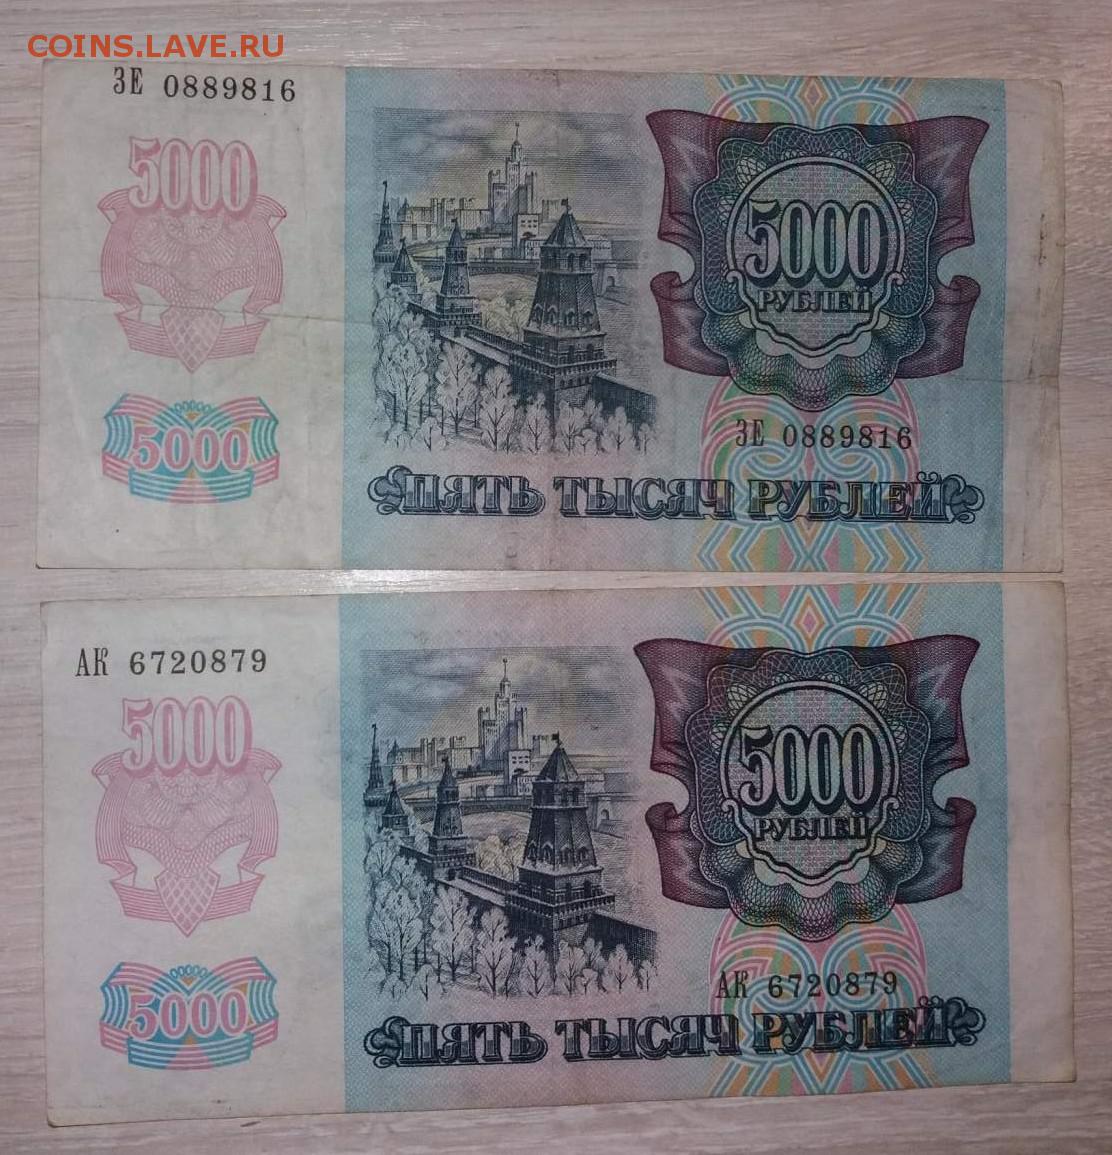 COINS.LAVE.RU
ЗЕ 0889816
5000
5000
РУБЛЕЙ
5000
ЗЕ 0889816
ПЯТЬ ТЫСЯЧ РУБЛЕЙ
АК 6720879
5000
5000
РУБЛЕЙ
5000
АК 6720879
ПЯТЬ ТЫСЯЧ РУБЛЕЙ